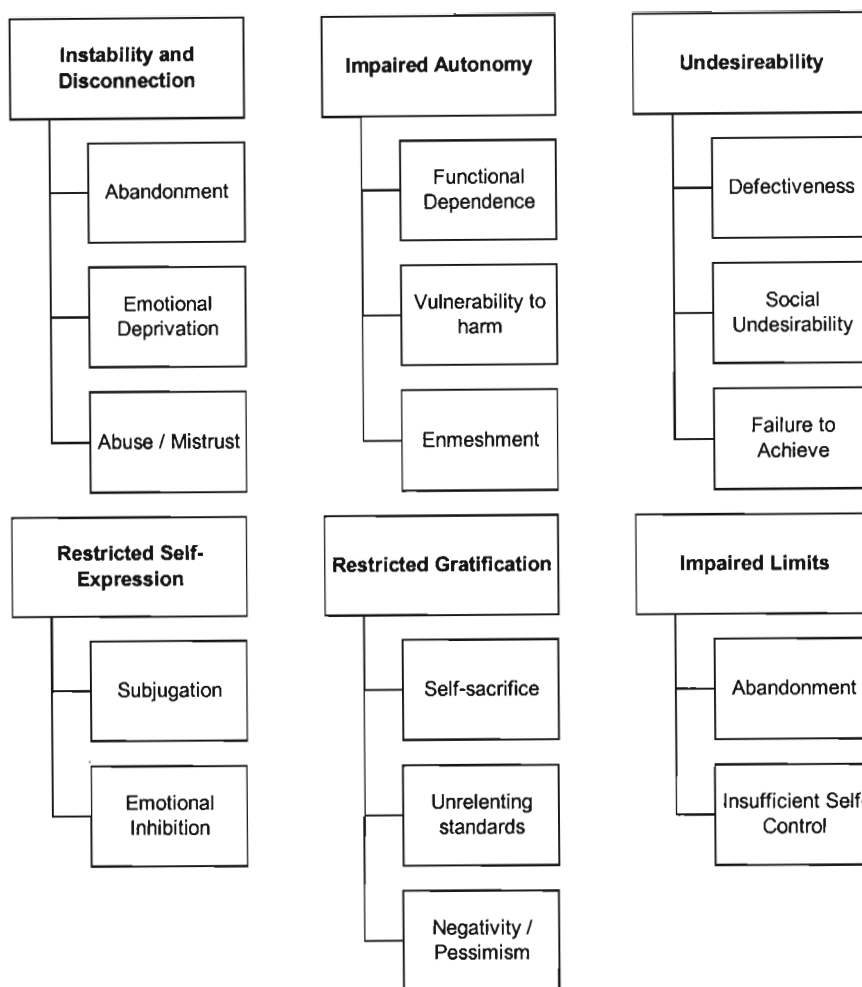 Instability and
Disconnection
Abandonment
Emotional
Deprivation
Abuse / Mistrust
Impaired Autonomy
Functional
Dependence
Vulnerability to
harm
Enmeshment
Undesireability
Defectiveness
Social
Undesirability
Failure to
Achieve
Restricted Self-
Expression
Subjugation
Emotional
Inhibition
Restricted Gratification
Self-sacrifice
Unrelenting
standards
Negativity /
Pessimism
Impaired Limits
Abandonment
Insufficient Self-
Control